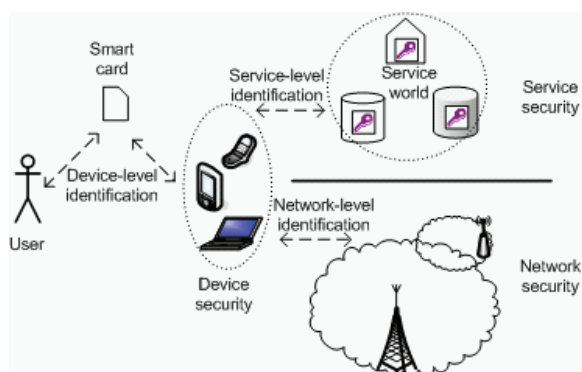 Smart
card
Service-level
identification
Service
world
Service
security
Device-level
identification
User
Network-level
identification
Device
security
Network
security